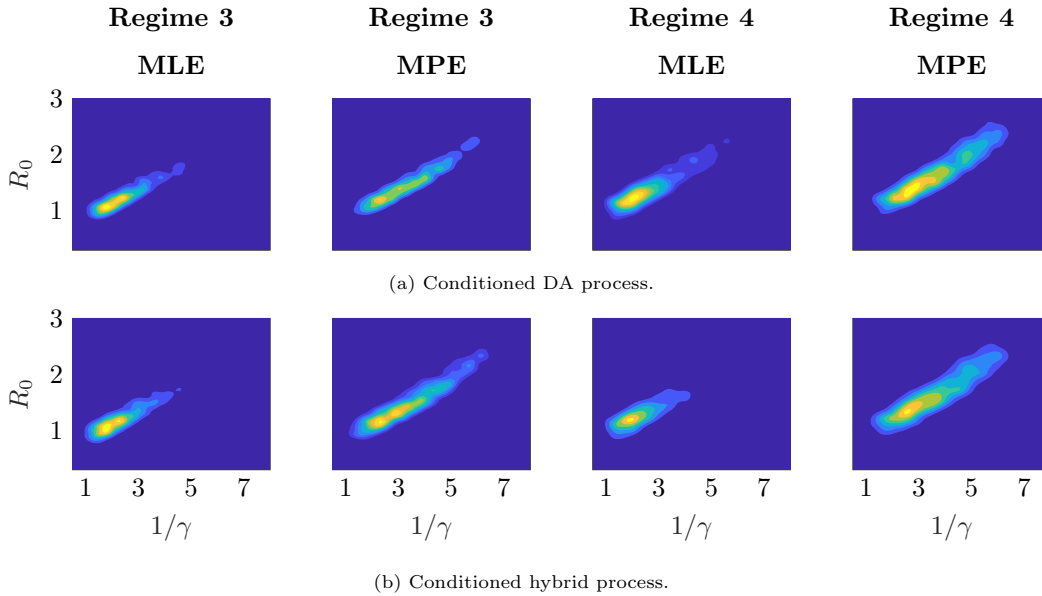 Regime 3 Regime 3 Regime 4 Regime 4
MLE MPE MLE MPE
3
2
1
R₀
(a) Conditioned DA process.
3
2
1
R₀
1 3 5 7 1 3 5 7 1 3 5 7 1 3 5 7
1/γ 1/γ 1/γ 1/γ
(b) Conditioned hybrid process.